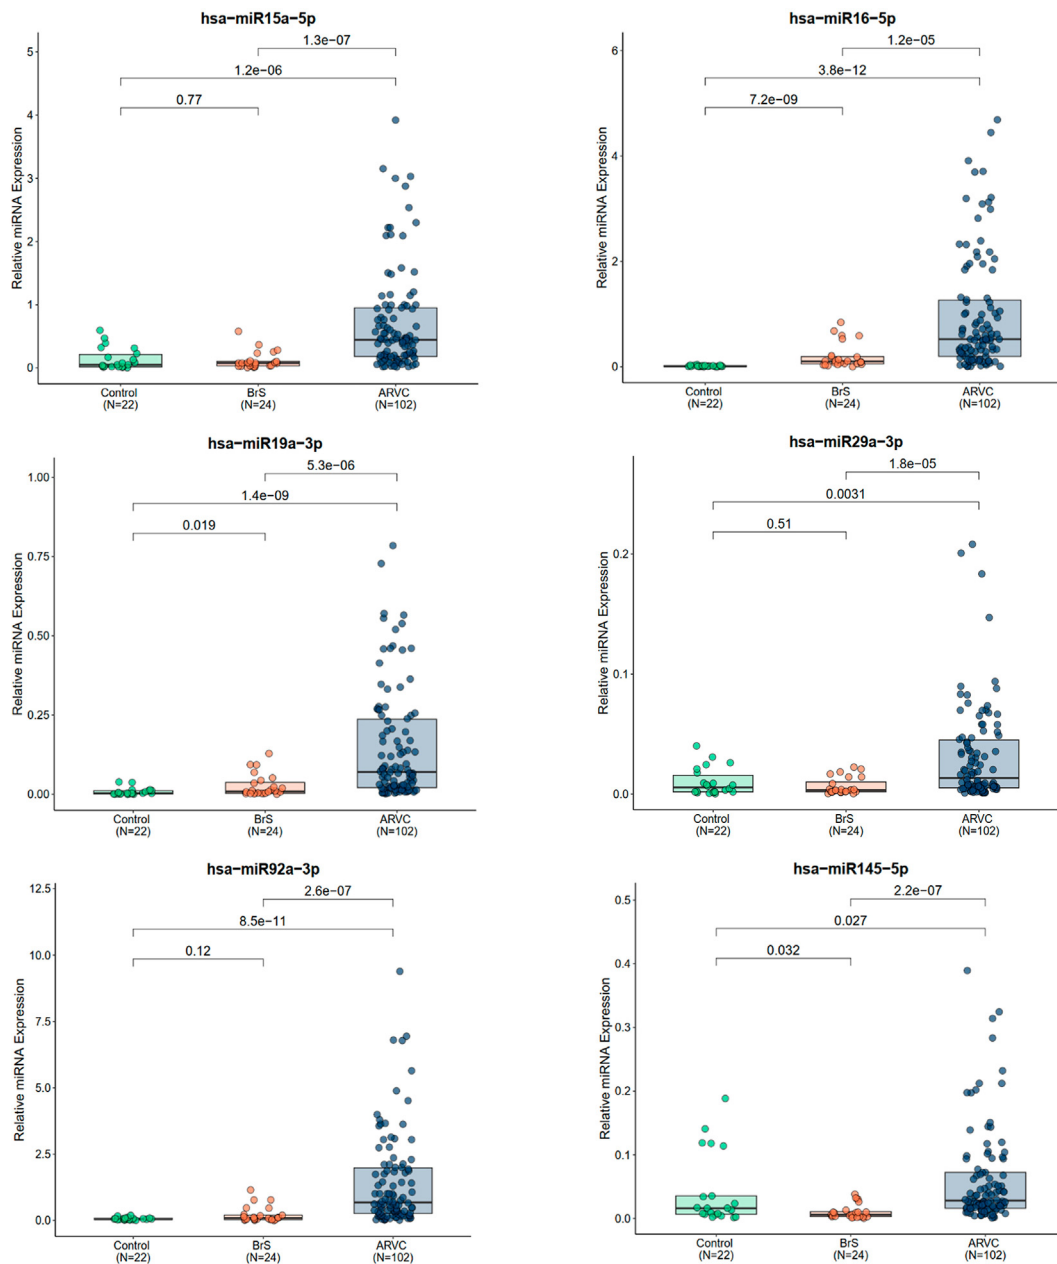 hsa−miR15a−5p
Relative miRNA Expression
5
4
3
2
1
0
1.3e−07
1.2e−06
0.77
Control
(N=22)
BrS
(N=24)
ARVC
(N=102)
hsa−miR16−5p
Relative miRNA Expression
6
4
2
0
1.2e−05
3.8e−12
7.2e−09
Control
(N=22)
BrS
(N=24)
ARVC
(N=102)
hsa−miR19a−3p
Relative miRNA Expression
1.00
0.75
0.50
0.25
0.00
5.3e−06
1.4e−09
0.019
Control
(N=22)
BrS
(N=24)
ARVC
(N=102)
hsa−miR29a−3p
Relative miRNA Expression
0.2
0.1
0.0
1.8e−05
0.0031
0.51
Control
(N=22)
BrS
(N=24)
ARVC
(N=102)
hsa−miR92a−3p
Relative miRNA Expression
12.5
10.0
7.5
5.0
2.5
0.0
2.6e−07
8.5e−11
0.12
Control
(N=22)
BrS
(N=24)
ARVC
(N=102)
hsa−miR145−5p
Relative miRNA Expression
0.5
0.4
0.3
0.2
0.1
0.0
2.2e−07
0.027
0.032
Control
(N=22)
BrS
(N=24)
ARVC
(N=102)